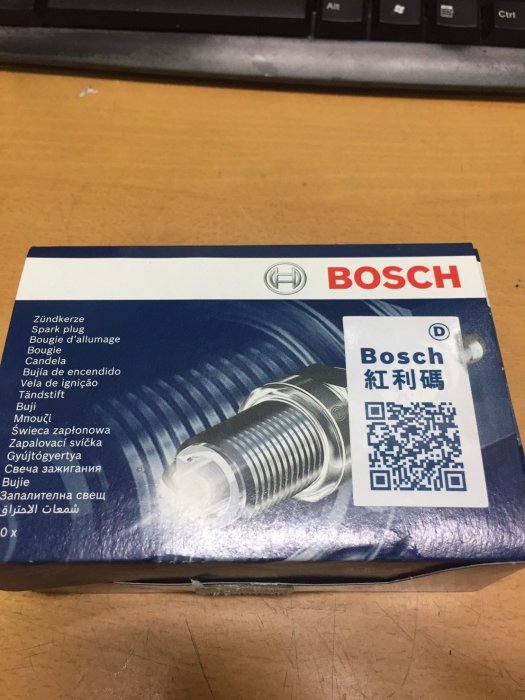 Alt
Ctrl
BOSCH
Zündkerze
Spark plug
Bougie d'allumage
Bougie
Candela
Bujía de encendido
Vela de ignição
Tändstift
Buji
Μπουζί
Świeca zapłonowa
Zapalovací svíčka
Gyújtógyertya
Свеча зажигания
Bujie
Запалителна свещ
شمعات الاحتراق
0 x
D
Bosch
紅利碼